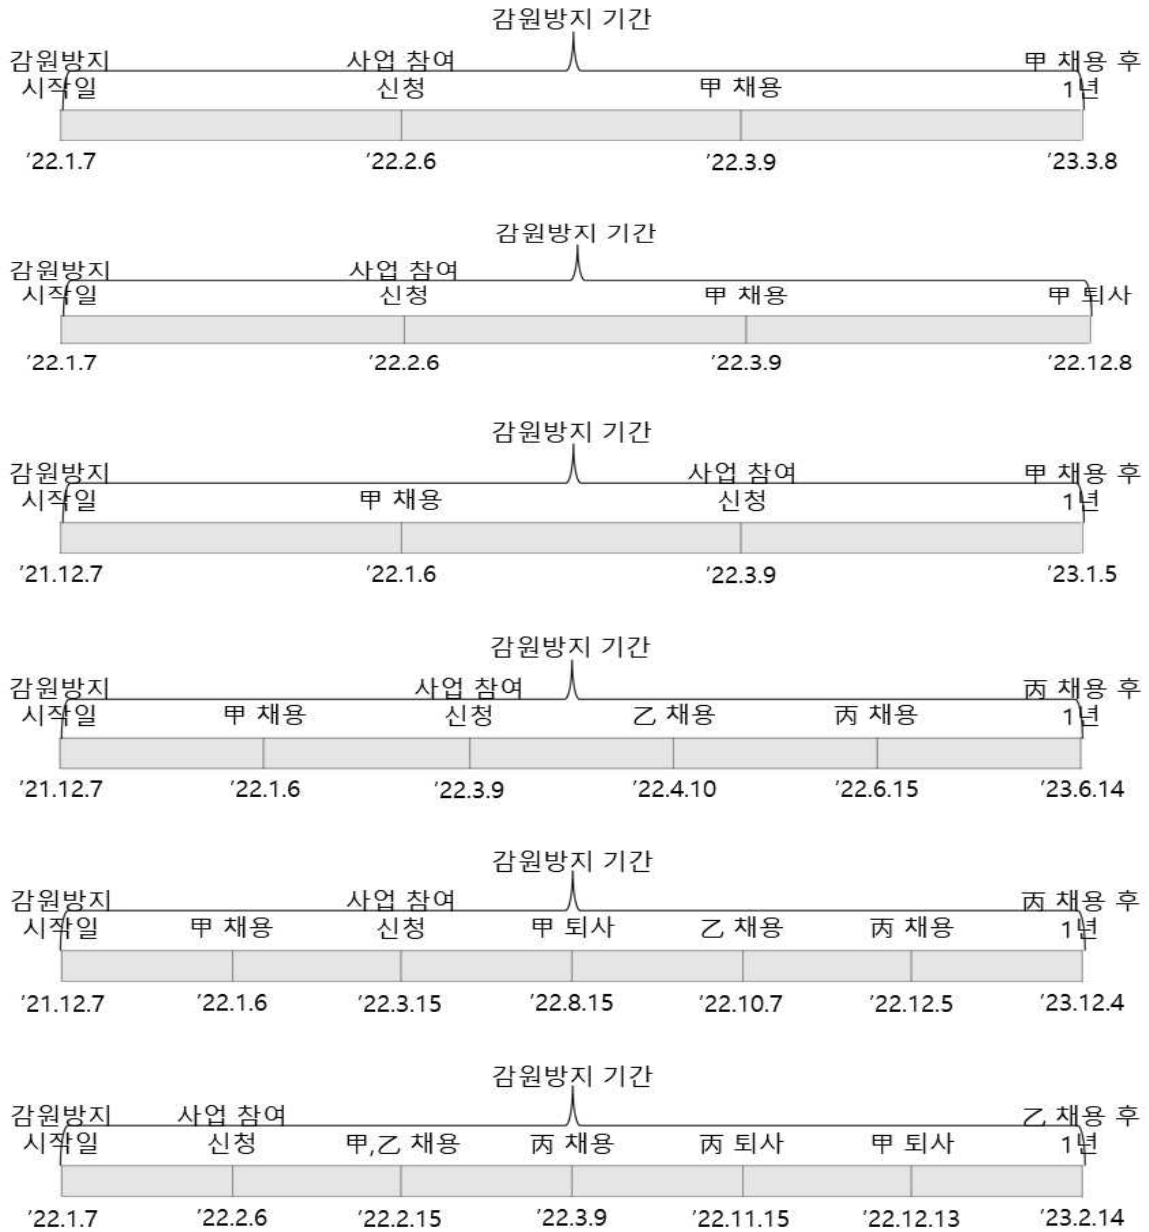 감원방지 기간
감원방지 사업 참여 甲 채용 후
시작일 신청 甲 채용 1년
′22.1.7 ′22.2.6 ′22.3.9 ′23.3.8
감원방지 기간
감원방지 사업 참여
시작일 신청 甲 채용 甲 퇴사
′22.1.7 ′22.2.6 ′22.3.9 ′22.12.8
감원방지 기간
감원방지 사업 참여 甲 채용 후
시작일 甲 채용 신청 1년
′21.12.7 ′22.1.6 ′22.3.9 ′23.1.5
감원방지 기간
감원방지 사업 참여 丙 채용 후
시작일 甲 채용 신청 乙 채용 丙 채용 1년
′21.12.7 ′22.1.6 ′22.3.9 ′22.4.10 ′22.6.15 ′23.6.14
감원방지 기간
감원방지 사업 참여 丙 채용 후
시작일 甲 채용 신청 甲 퇴사 乙 채용 丙 채용 1년
′21.12.7 ′22.1.6 ′22.3.15 ′22.8.15 ′22.10.7 ′22.12.5 ′23.12.4
감원방지 기간
감원방지 사업 참여 乙 채용 후
시작일 신청 甲,乙 채용 丙 채용 丙 퇴사 甲 퇴사 1년
′22.1.7 ′22.2.6 ′22.2.15 ′22.3.9 ′22.11.15 ′22.12.13 ′23.2.14